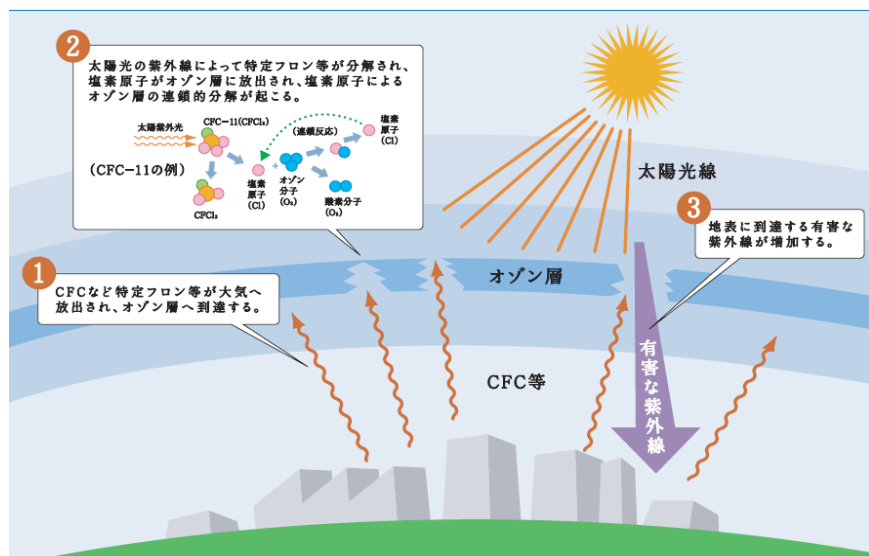 2
太陽光の紫外線によって特定フロン等が分解され、
塩素原子がオゾン層に放出され、塩素原子による
オゾン層の連鎖的分解が起こる。
太陽紫外光
CFC-11(CFCl₃)
(連鎖反応)
塩素
原子
(Cl)
(CFC-11の例)
CFCl₂
塩素
原子
(Cl)
+
オゾン
分子
(O₃)
酸素分子
(O₂)
太陽光線
3
地表に到達する有害な
紫外線が増加する。
1
CFCなど特定フロン等が大気へ
放出され、オゾン層へ到達する。
オゾン層
CFC等
有害な紫外線